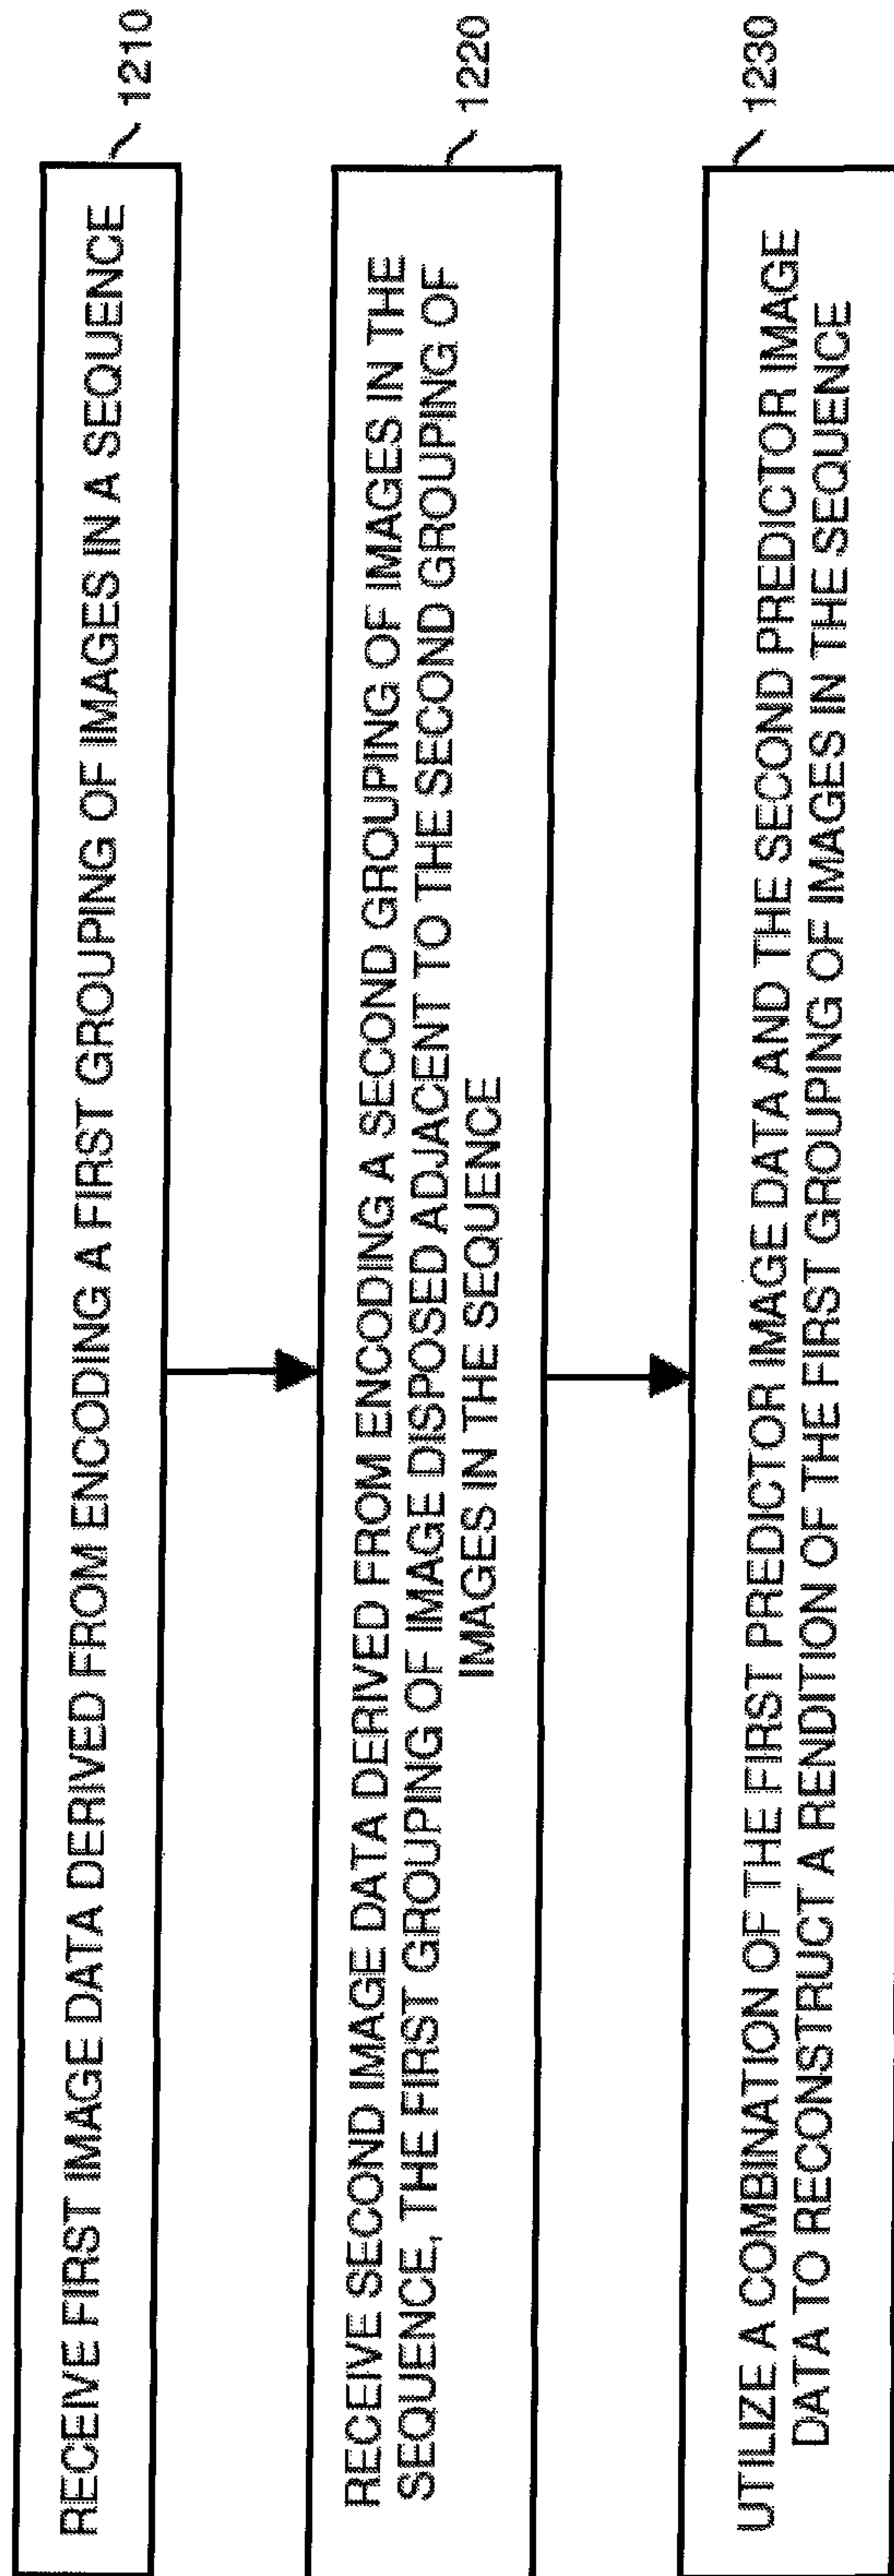 RECEIVE FIRST IMAGE DATA DERIVED FROM ENCODING A FIRST GROUPING OF IMAGES IN A SEQUENCE
1210
RECEIVE SECOND IMAGE DATA DERIVED FROM ENCODING A SECOND GROUPING OF IMAGES IN THE
SEQUENCE, THE FIRST GROUPING OF IMAGE DISPOSED ADJACENT TO THE SECOND GROUPING OF
IMAGES IN THE SEQUENCE
1220
UTILIZE A COMBINATION OF THE FIRST PREDICTOR IMAGE DATA AND THE SECOND PREDICTOR IMAGE
DATA TO RECONSTRUCT A RENDITION OF THE FIRST GROUPING OF IMAGES IN THE SEQUENCE
1230